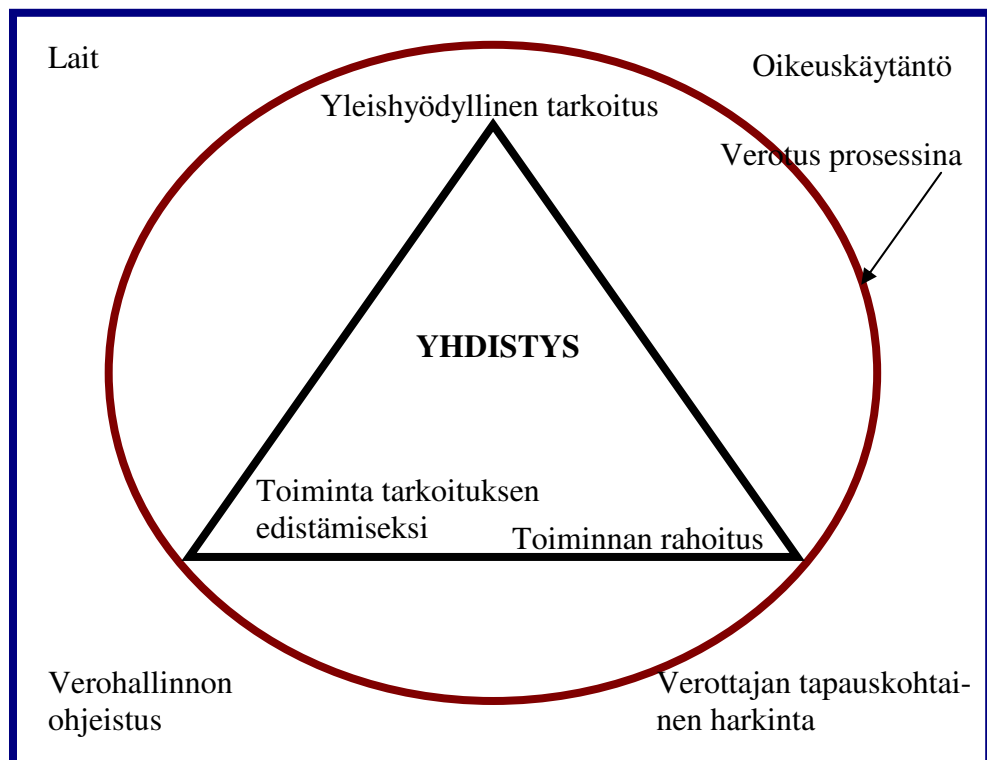 Lait
Oikeuskäytäntö
Yleishyödyllinen tarkoitus
Verotus prosessina
YHDISTYS
Toiminta tarkoituksen
edistämiseksi
Toiminnan rahoitus
Verohallinnon
ohjeistus
Verottajan tapauskohtai-
nen harkinta